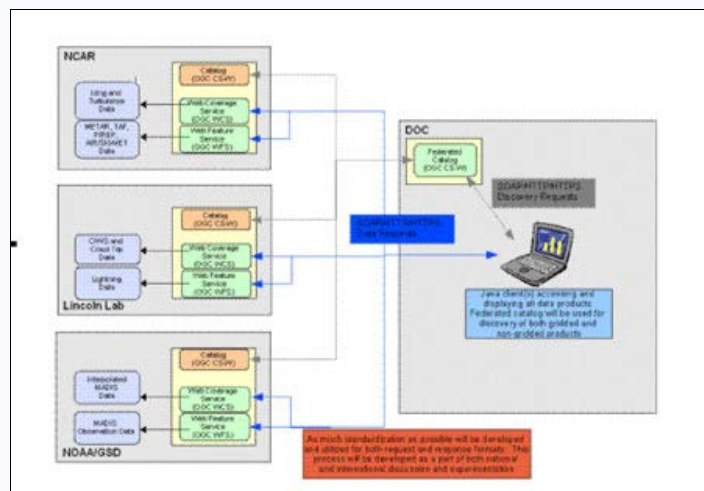 NCAR
Catalog
(OGC CS-W)
Icing and
Turbulence
Data
Web Coverage
Service
(OGC WCS)
METAR, TAF,
PIREP,
AIR/SIGMET
Data
Web Feature
Service
(OGC WFS)
DOC
Federated
Catalog
(OGC CS-W)
SOAP/HTTP/HTTPS
Discovery Requests
Catalog
(OGC CS-W)
SOAP/HTTP/HTTPS
Data Requests
CIWS and
Cloud Top
Data
Web Coverage
Service
(OGC WCS)
Lightning
Data
Web Feature
Service
(OGC WFS)
Lincoln Lab
Java client(s) accessing and
displaying all data products
Federated catalog will be used for
discovery of both gridded and
non-gridded products
Catalog
(OGC CS-W)
Interpolated
MADIS
Data
Web Coverage
Service
(OGC WCS)
MADIS
Observation Data
Web Feature
Service
(OGC WFS)
NOAA/GSD
As much standardization as possible will be developed
and utilized for both request and response formats. This
process will be developed as a part of both national
and international discussion and experimentation